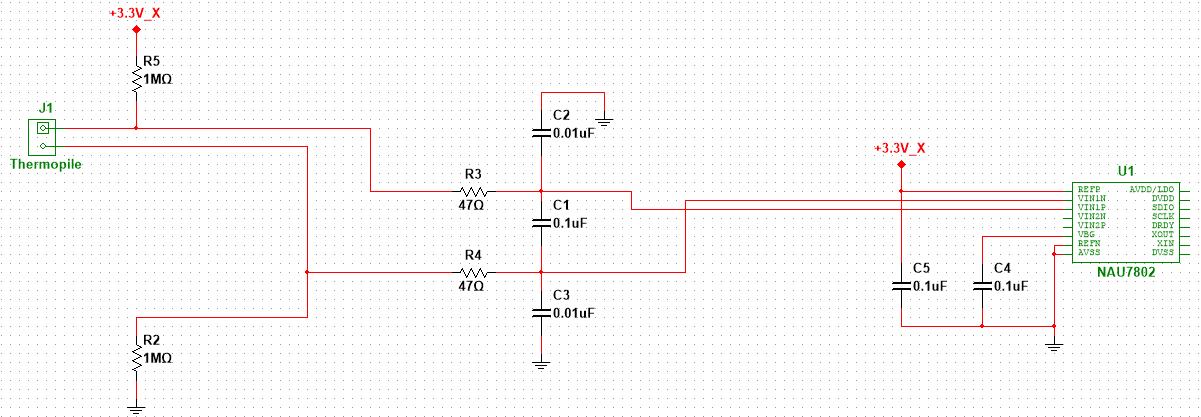 +3.3V_X
R5
1MΩ
J1
Thermopile
C2
0.01uF
R3
47Ω
C1
0.1uF
R4
47Ω
C3
0.01uF
R2
1MΩ
+3.3V_X
C5
0.1uF
C4
0.1uF
U1
REFP AVDD/LDO
VIN1N DVDD
VIN1P SDIO
VIN2N SCLK
VIN2P DRDY
VBG XOUT
REFN XIN
AVSS DVSS
NAU7802